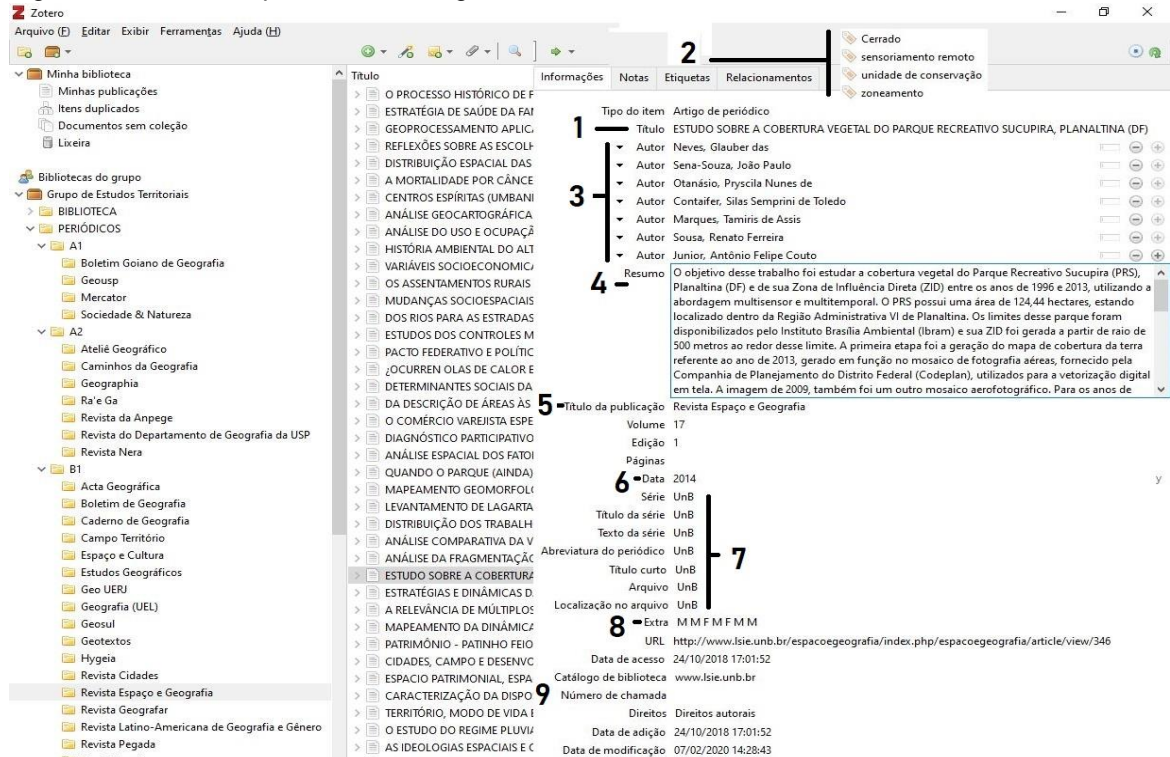 Zotero
Arquivo (F) Editar Exibir Ferramentas Ajuda (H)
2
Cerrado
sensoriamento remoto
unidade de conservação
zoneamento
Minha biblioteca
Minhas publicações
Itens duplicados
Documentos sem coleção
Lixeira
Bibliotecas do grupo
Grupo de Estudos Territoriais
BIBLIOTECA
PERIÓDICOS
A1
Boletim Goiano de Geografia
Geousp
Mercator
Sociedade & Natureza
A2
Ateliê Geográfico
Caminhos da Geografia
Geographia
Ra'e Ga
Revista da Anpege
Revista do Departamento de Geografia da USP
Revista Nera
B1
Acta Geográfica
Boletim de Geografia
Caderno de Geografia
Campo Território
Espaço e Cultura
Estudos Geográficos
Geo UERJ
Geografia (UEL)
Geosul
Geotextos
Hygeia
Revista Cidades
Revista Espaço e Geografia
Revista Geografar
Revista Latino-Americana de Geografia e Gênero
Revista Pegada
Título
O PROCESSO HISTÓRICO DE
ESTRATÉGIA DE SAÚDE DA
GEOPROCESSAMENTO
REFLEXÕES SOBRE AS
DISTRIBUIÇÃO ESPACIAL DAS
A MORTALIDADE POR
CENTROS ESPÍRITAS
ANÁLISE GEOCARTOGRÁFICA
ANÁLISE DO USO E
HISTÓRIA AMBIENTAL DO
VARIÁVEIS
OS ASSENTAMENTOS RURAIS
MUDANÇAS SOCIOESPACIAIS
DOS RIOS PARA AS ESTRADAS
ESTUDOS DOS CONTROLES
PACTO FEDERATIVO E
¿OCURREN OLAS DE CALOR
DETERMINANTES SOCIAIS DA
DA DESCRIÇÃO DE ÁREAS ÀS
O COMÉRCIO VAREJISTA
DIAGNÓSTICO PARTICIPATIVO
ANÁLISE ESPACIAL DOS
QUANDO O PARQUE (AINDA)
MAPEAMENTO
LEVANTAMENTO DE
DISTRIBUIÇÃO DOS
ANÁLISE COMPARATIVA DA
ANÁLISE DA
ESTUDO SOBRE A COBERTURA
ESTRATÉGIAS E DINÂMICAS
A RELEVÂNCIA DE MÚLTIPLOS
MAPEAMENTO DA
PATRIMÔNIO - PATINHO FEIO
CIDADES, CAMPO E
ESPACIO PATRIMONIAL,
CARACTERIZAÇÃO DA
TERRITÓRIO, MODO DE VIDA
O ESTUDO DO REGIME
AS IDEOLOGIAS ESPACIAIS E
Informações Notas Etiquetas Relacionamentos
Tipo do item Artigo de periódico
1 Título ESTUDO SOBRE A COBERTURA VEGETAL DO PARQUE RECREATIVO SUCUPIRA, PLANALTINA (DF)
Autor Neves, Glauber das
Autor Sena-Souza, João Paulo
Autor Otanásio, Pryscila Nunes de
3 Autor Contaifer, Silas Semprini de Toledo
Autor Marques, Tamiris de Assis
Autor Sousa, Renato Ferreira
Autor Junior, Antônio Felipe Couto
4 Resumo O objetivo desse trabalho foi estudar a cobertura vegetal do Parque Recreativo Sucupira (PRS),
Planaltina (DF) e de sua Zona de Influência Direta (ZID) entre os anos de 1996 e 2013, utilizando a
abordagem multisensor e multitemporal. O PRS possui uma área de 124,44 hectares, estando
localizado dentro da Região Administrativa VI de Planaltina. Os limites desse parque foram
disponibilizados pelo Instituto Brasília Ambiental (Ibram) e sua ZID foi gerada a partir de raio de
500 metros ao redor desse limite. A primeira etapa foi a geração do mapa de cobertura da terra
referente ao ano de 2013, gerado em função no mosaico de fotografia aéreas, fornecido pela
Companhia de Planejamento do Distrito Federal (Codeplan), utilizados para a vetorização digital
em tela. A imagem de 2009, também foi um outro mosaico aerofotográfico. Para os anos de
5 Título da publicação Revista Espaço e Geografia
Volume 17
Edição 1
Páginas
6 Data 2014 y
Série UnB
Título da série UnB
Texto da série UnB
Abreviatura do periódico UnB
7
Título curto UnB
Arquivo UnB
Localização no arquivo UnB
8 Extra M M F M F M M
URL http://www.lsie.unb.br/espacoegeografia/index.php/espacoegeografia/article/view/346
Data de acesso 24/10/2018 17:01:52
Catálogo de biblioteca www.lsie.unb.br
9 Número de chamada
Direitos Direitos autorais
Data de adição 24/10/2018 17:01:52
Data de modificação 07/02/2020 14:28:43